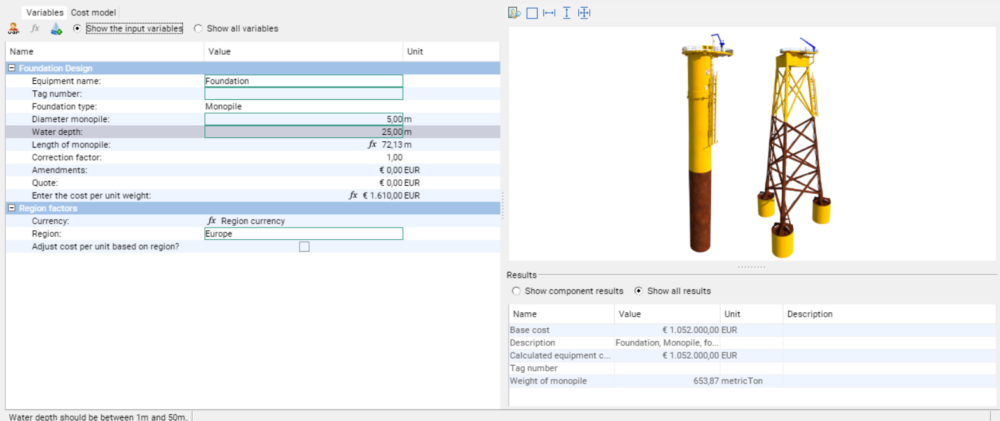 Variables Cost model
var fx Show the input variables Show all variables
Name Value Unit
Foundation Design
Equipment name: Foundation
Tag number:
Foundation type: Monopile
Diameter monopile: 5,00 m
Water depth: 25,00 m
Length of monopile: fx 72,13 m
Correction factor: 1,00
Amendments: € 0,00 EUR
Quote: € 0,00 EUR
Enter the cost per unit weight: fx € 1.610,00 EUR
Region factors
Currency: fx Region currency
Region: Europe
Adjust cost per unit based on region?
Results
Show component results Show all results
Name Value Unit Description
Base cost € 1.052.000,00 EUR
Description Foundation, Monopile, fo...
Calculated equipment c... € 1.052.000,00 EUR
Tag number
Weight of monopile 653,87 metricTon
Water depth should be between 1m and 50m.